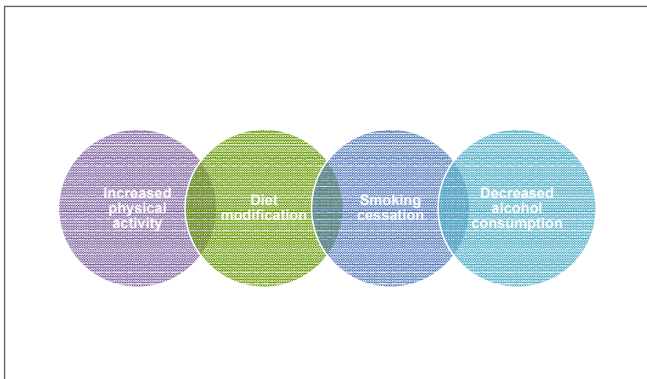 Increased
physical
activity
Diet
modification
Smoking
cessation
Decreased
alcohol
consumption